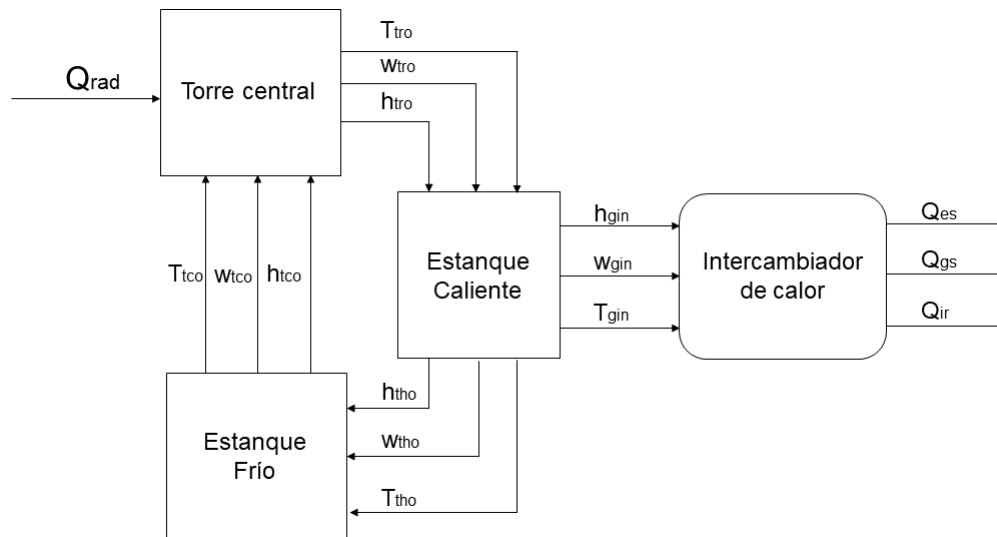 Qrad
Torre central
Ttro
wtro
htro
Ttco
wtco
htco
Estanque
Caliente
hgin
wgin
Tgin
Intercambiador
de calor
Qes
Qgs
Qir
htho
wtho
Ttho
Estanque
Frío